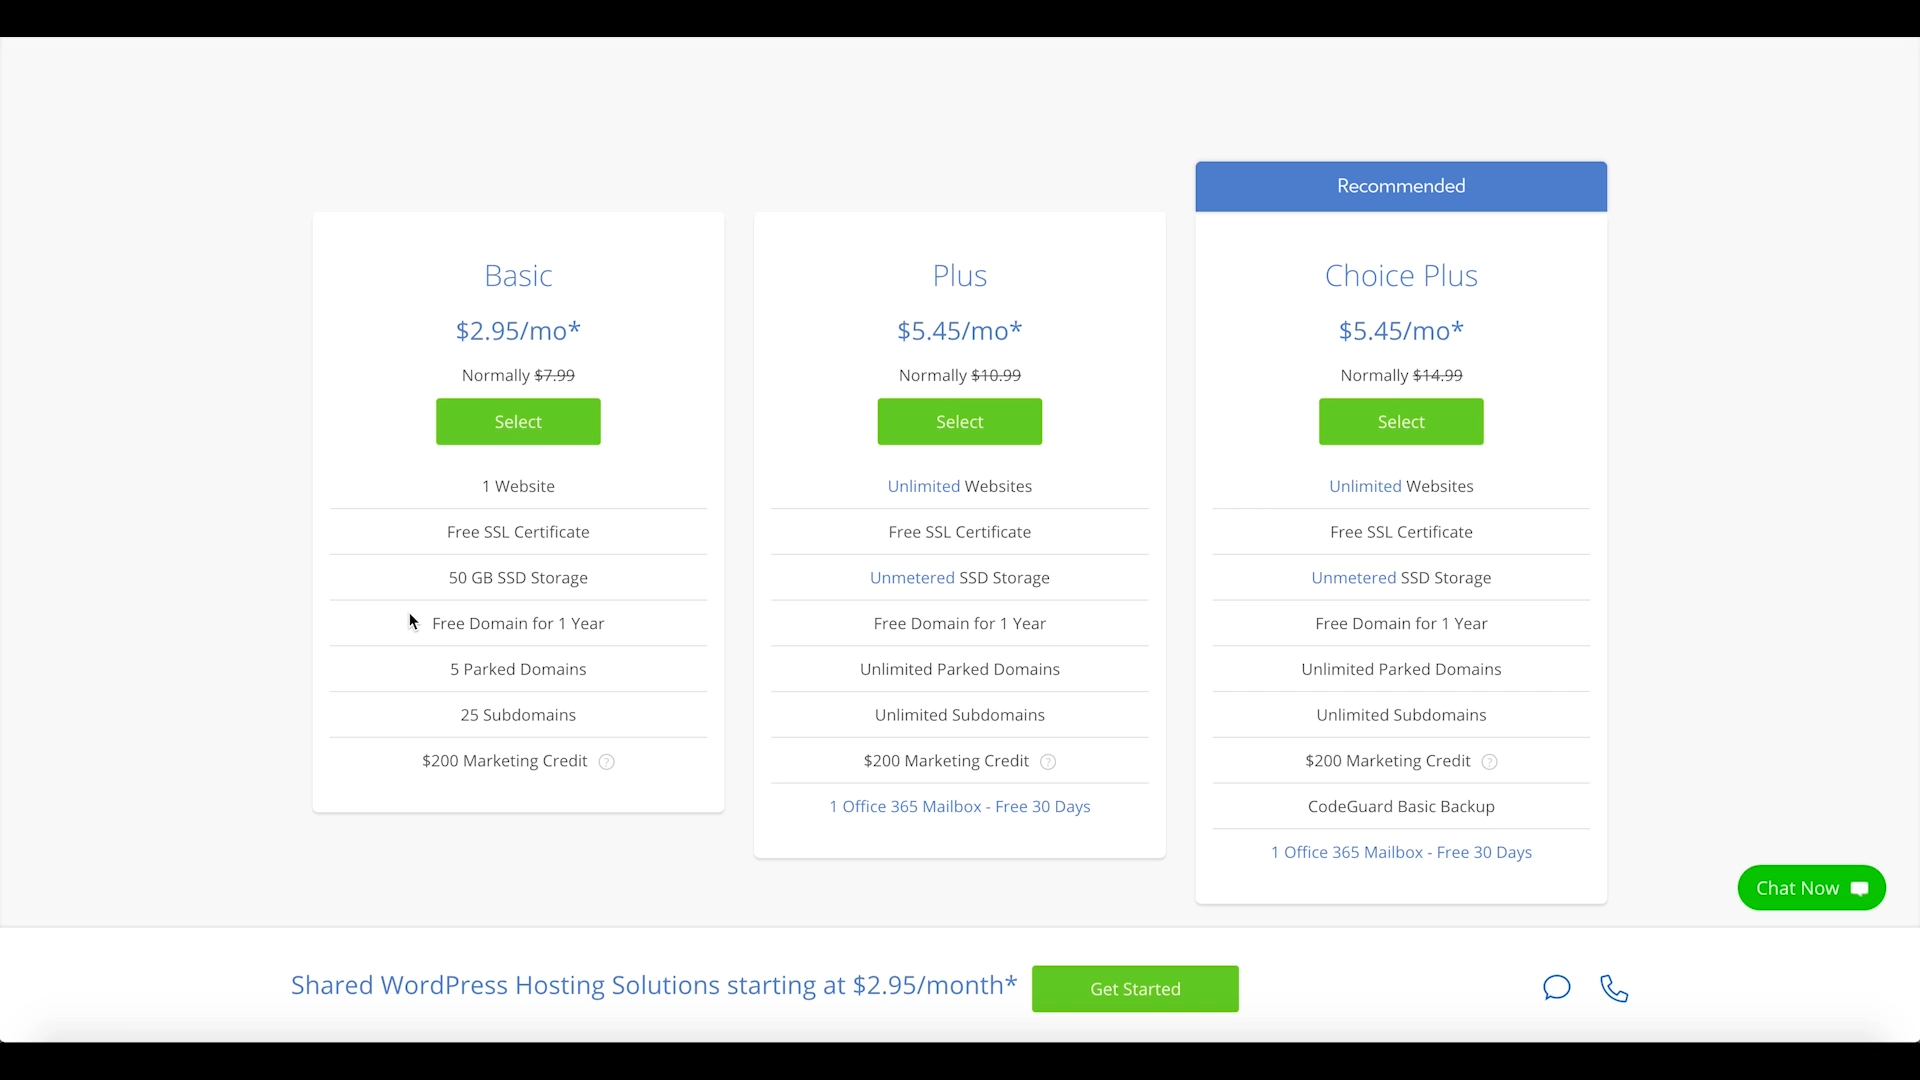 Recommended
Basic
$2.95/mo*
Normally $7.99
Select
1 Website
Free SSL Certificate
50 GB SSD Storage
Free Domain for 1 Year
5 Parked Domains
25 Subdomains
$200 Marketing Credit ?
Plus
$5.45/mo*
Normally $10.99
Select
Unlimited Websites
Free SSL Certificate
Unmetered SSD Storage
Free Domain for 1 Year
Unlimited Parked Domains
Unlimited Subdomains
$200 Marketing Credit ?
1 Office 365 Mailbox - Free 30 Days
Choice Plus
$5.45/mo*
Normally $14.99
Select
Unlimited Websites
Free SSL Certificate
Unmetered SSD Storage
Free Domain for 1 Year
Unlimited Parked Domains
Unlimited Subdomains
$200 Marketing Credit ?
CodeGuard Basic Backup
1 Office 365 Mailbox - Free 30 Days
Chat Now
Shared WordPress Hosting Solutions starting at $2.95/month*
Get Started